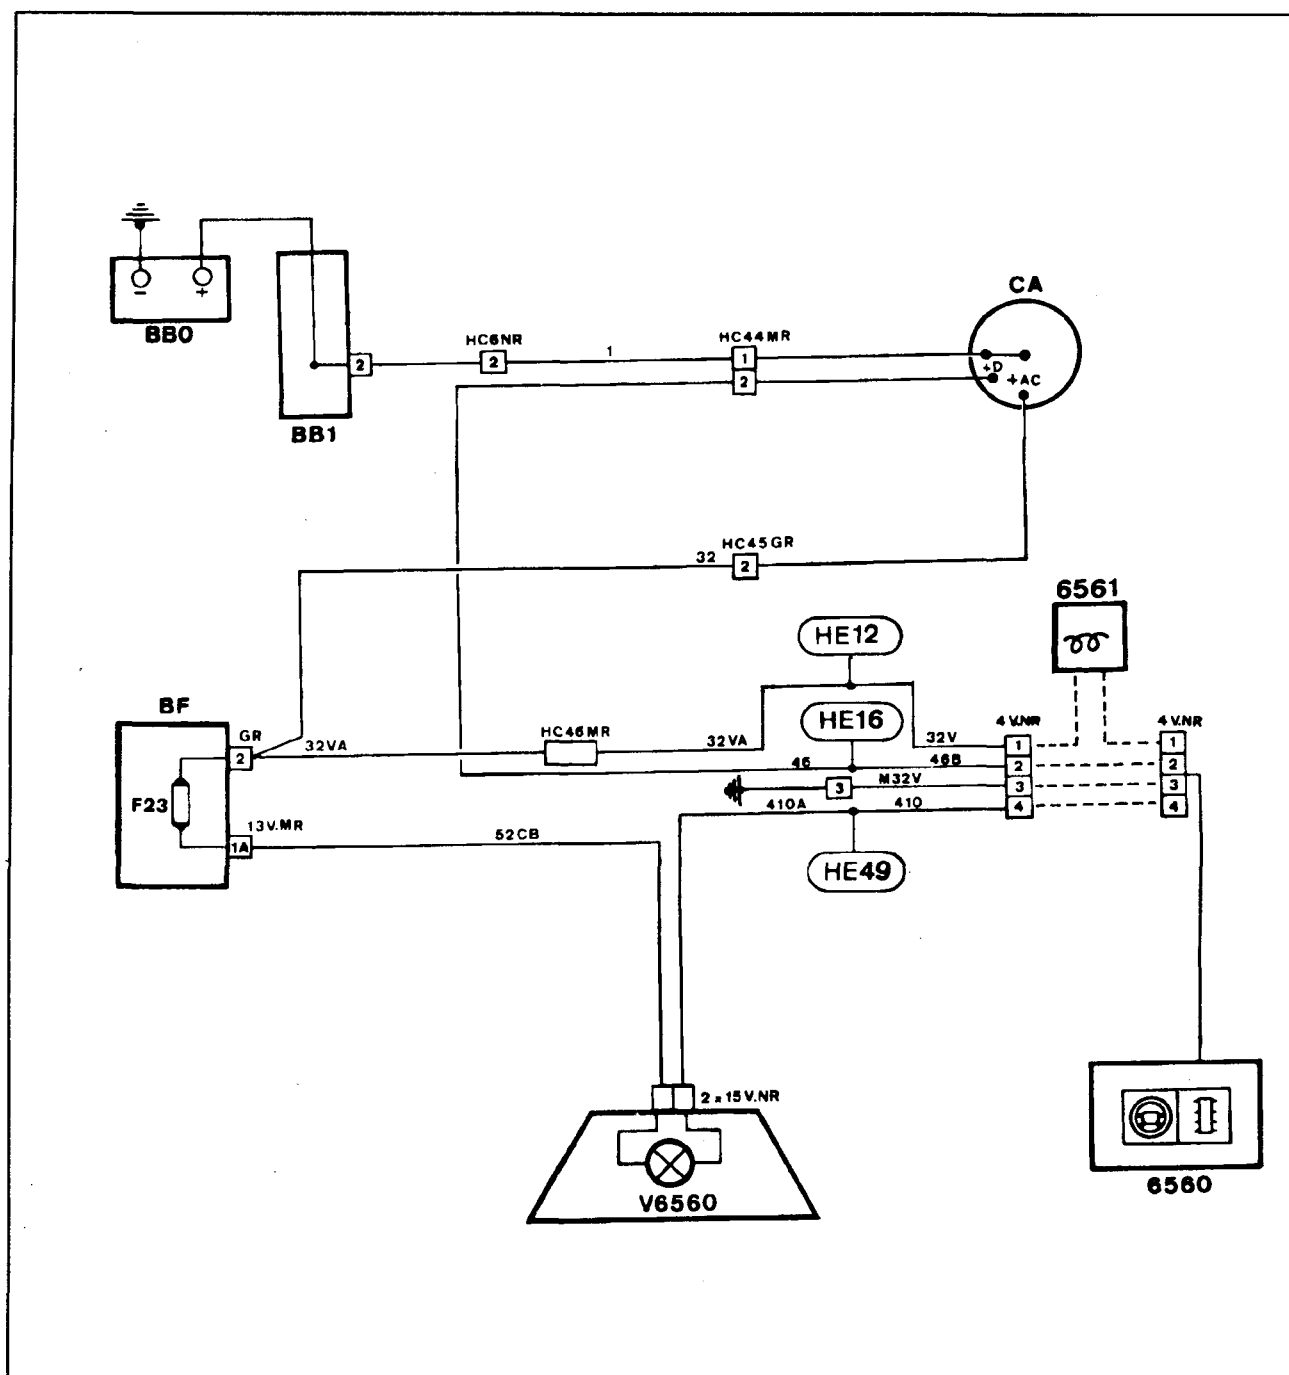 CA
- +
BB0
HC6NR
1
HC44MR
2
2
1
+D
2
+AC
BB1
HC45GR
32
2
6561
HE12
BF
GR
2
32VA
HC46MR
32VA
HE16
32V
4 V.NR
4 V.NR
1
1
46
46B
2
2
F23
3
M32V
3
3
410A
410
4
4
13V.MR
1A
52CB
HE49
2 x 15V.NR
V6560
6560